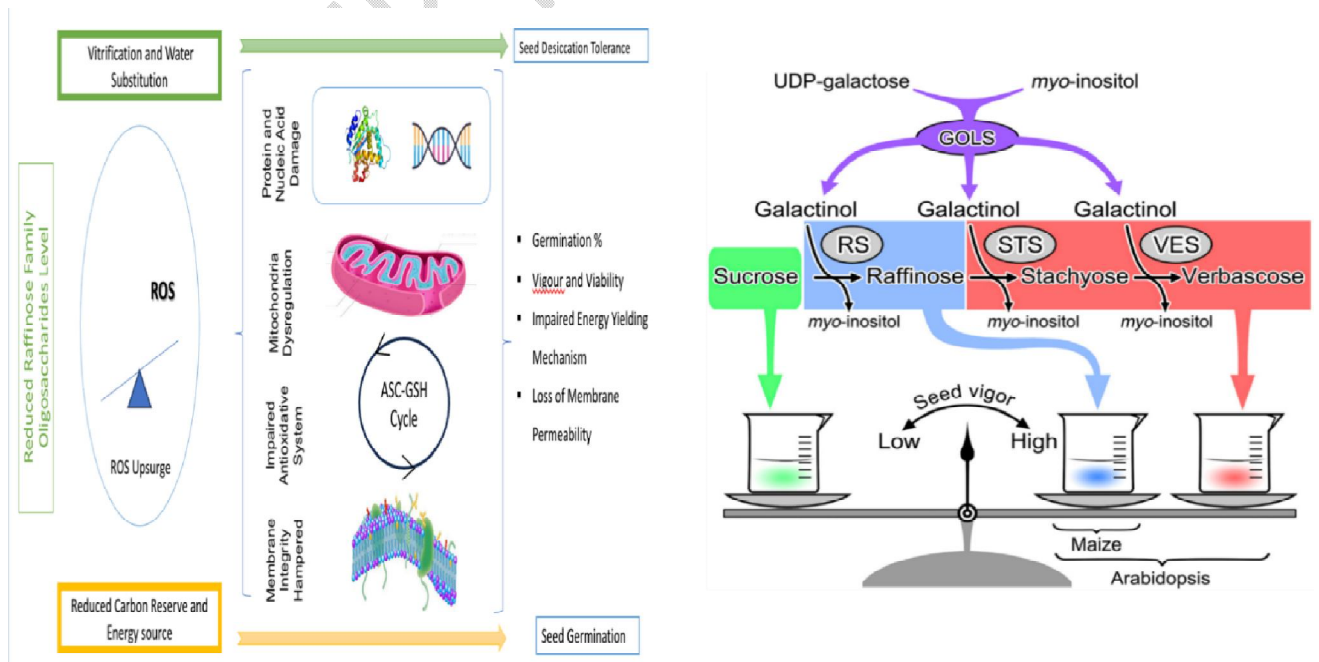 Vitrification and Water
Substitution
Seed Desiccation Tolerance
Reduced Raffinose Family
Oligosaccharides Level
ROS
ROS Upsurge
Protein and
Nucleic Acid
Damage
Mitochondria
Dysregulation
Impaired
Antioxidative
System
ASC-GSH
Cycle
Membrane
Integrity
Hampered
▪ Germination %
▪ Vigour and Viability
▪ Impaired Energy Yielding
Mechanism
▪ Loss of Membrane
Permeability
Reduced Carbon Reserve and
Energy source
Seed Germination
UDP-galactose
myo-inositol
GOLS
Galactinol
Galactinol
Galactinol
RS
STS
VES
Sucrose
Raffinose
Stachyose
Verbascose
myo-inositol
myo-inositol
myo-inositol
Seed vigor
Low
High
Maize
Arabidopsis